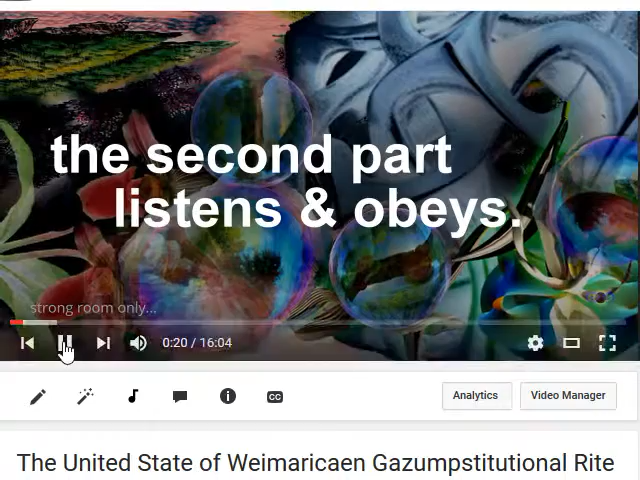 the second part
listens & obeys.
strong room only...
0:20 / 16:04
CC
Analytics
Video Manager
The United State of Weimaricaen Gazumpstitutional Rite